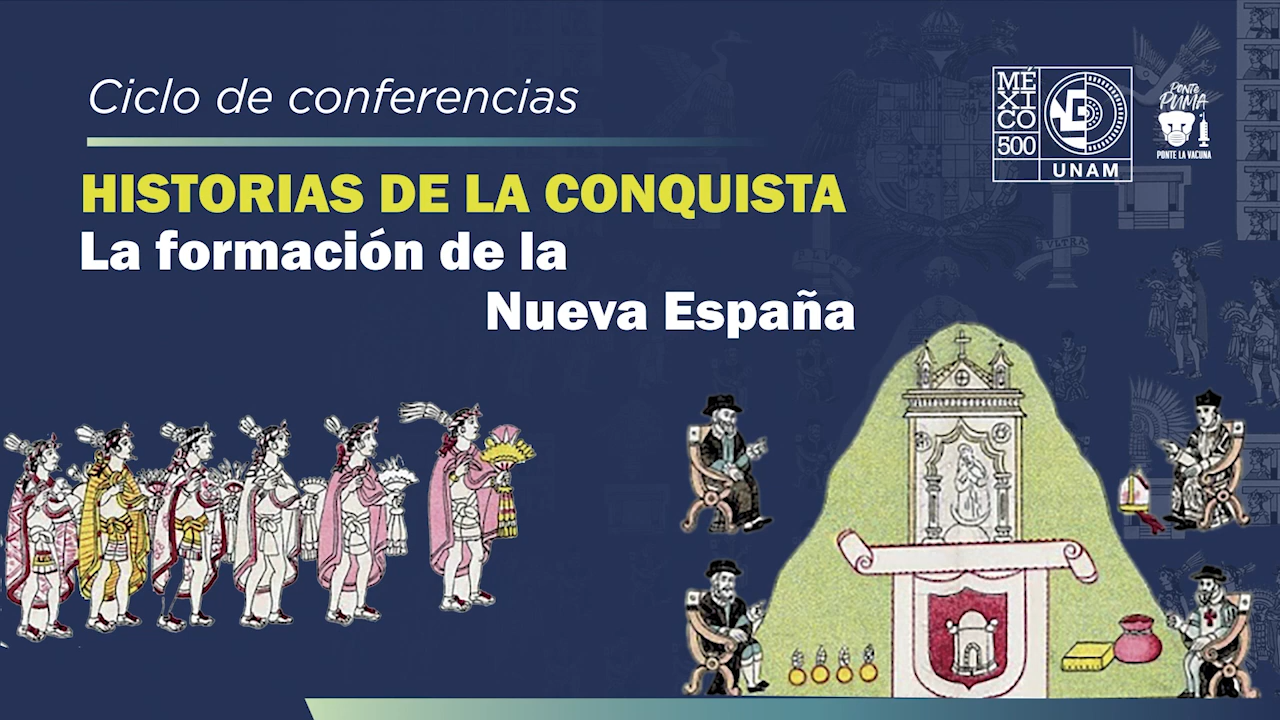 Ciclo de conferencias
HISTORIAS DE LA CONQUISTA
La formación de la
Nueva España
MÉ
XI
CO
500
UNAM
PONTE
PUMA
PONTE LA VACUNA
ULTRA